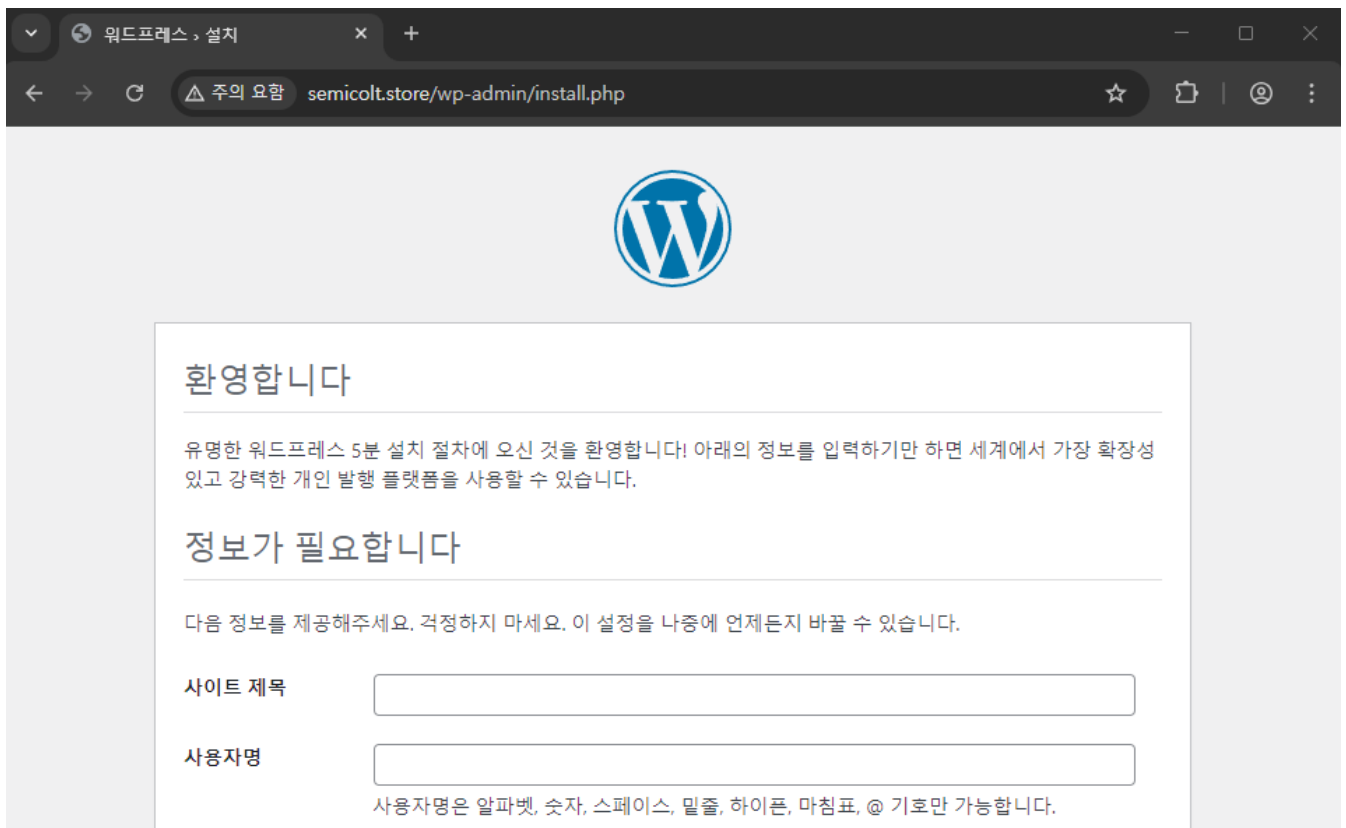 워드프레스 › 설치
주의 요함 semicolt.store/wp-admin/install.php
환영합니다
유명한 워드프레스 5분 설치 절차에 오신 것을 환영합니다! 아래의 정보를 입력하기만 하면 세계에서 가장 확장성
있고 강력한 개인 발행 플랫폼을 사용할 수 있습니다.
정보가 필요합니다
다음 정보를 제공해주세요. 걱정하지 마세요. 이 설정을 나중에 언제든지 바꿀 수 있습니다.
사이트 제목
사용자명
사용자명은 알파벳, 숫자, 스페이스, 밑줄, 하이픈, 마침표, @ 기호만 가능합니다.